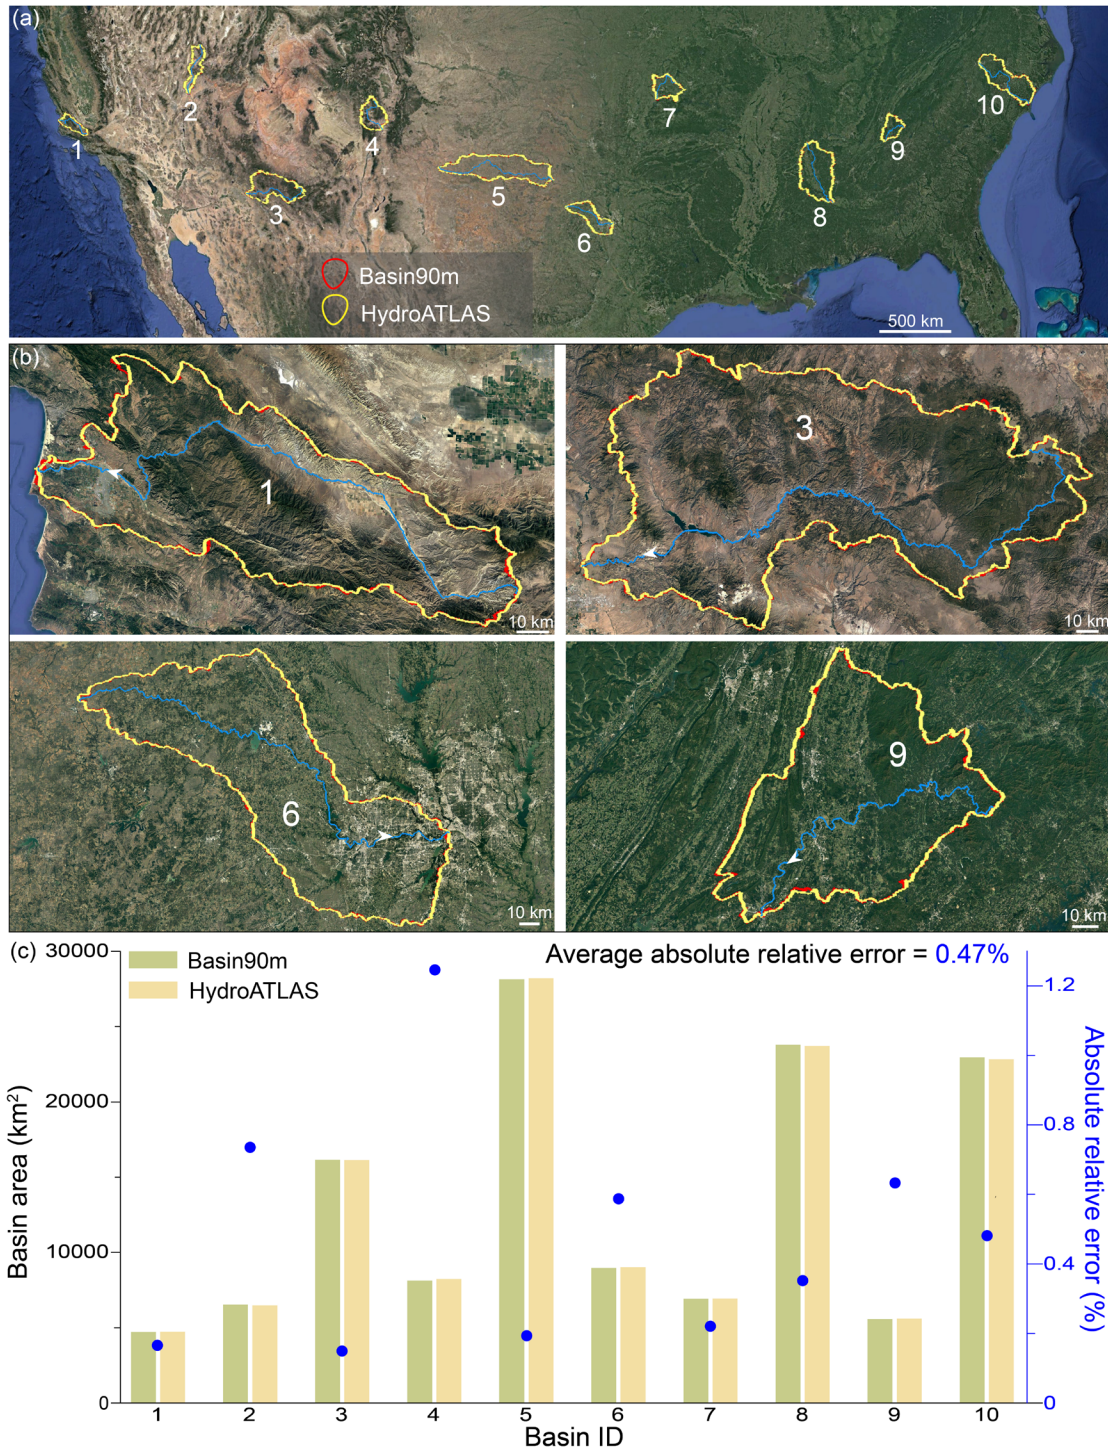 (a)
1
2
3
4
5
6
7
8
9
10
Basin90m
HydroATLAS
500 km
(b)
1
10 km
3
10 km
6
10 km
9
10 km
(c)
Basin90m
HydroATLAS
Average absolute relative error = 0.47%
30000
20000
10000
0
Basin area (km²)
1.2
0.8
0.4
0
Absolute relative error (%)
1 2 3 4 5 6 7 8 9 10
Basin ID